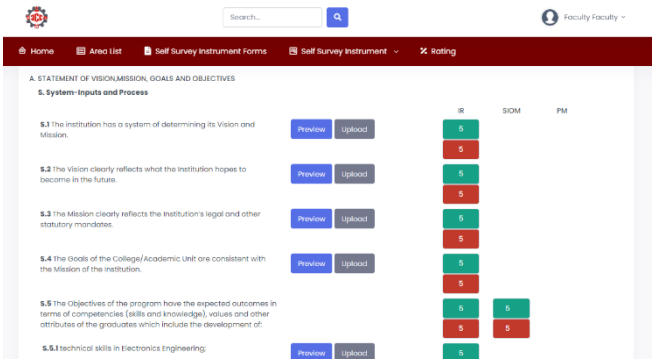 Search...
Faculty Faculty
Home Area List Self Survey Instrument Forms Self Survey Instrument Rating
A. STATEMENT OF VISION,MISSION, GOALS AND OBJECTIVES
S. System-Inputs and Process
IR SIOM PM
S.1 The institution has a system of determining its Vision and
Mission.
Preview Upload
5
5
S.2 The Vision clearly reflects what the Institution hopes to
become in the future.
Preview Upload
5
5
S.3 The Mission clearly reflects the Institution's legal and other
statutory mandates.
Preview Upload
5
5
S.4 The Goals of the College/Academic Unit are consistent with
the Mission of the Institution.
Preview Upload
5
5
S.5 The Objectives of the program have the expected outcomes in
terms of competencies (skills and knowledge), values and other
attributes of the graduates which include the development of:
5 5
5 5
S.5.1 technical skills in Electronics Engineering;
Preview Upload
5